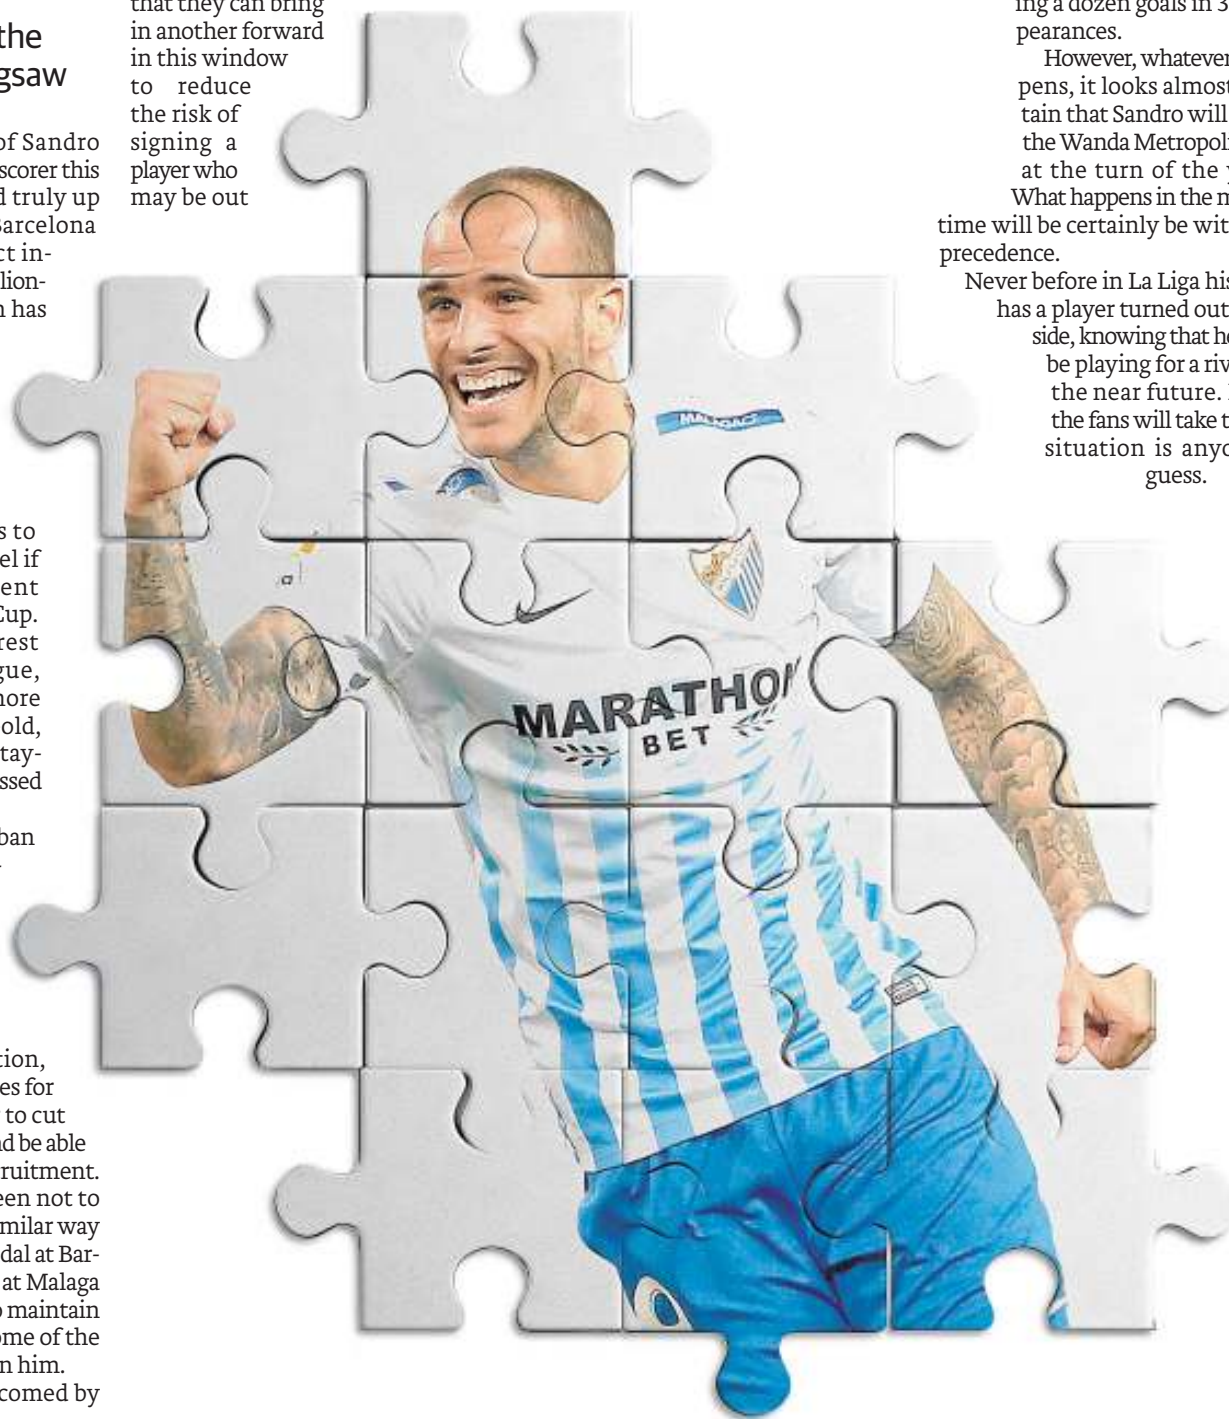 the
gsaw
of Sandro
scorer this
d truly up
Barcelona
ct in-
lion-
n has
s to
el if
ent
Cup.
rest
gue,
nore
old,
tay-
ssed
ban
tion,
es for
to cut
nd be able
ruitment.
een not to
milar way
dal at Bar-
at Malaga
o maintain
ome of the
n him.
comed by
that they can bring
in another forward
in this window
to reduce
the risk of
signing a
player who
may be out
MALAGACF
MARATHON
BET
ing a dozen goals in 3
pearances.
However, whatever
pens, it looks almost
tain that Sandro will
the Wanda Metropoli
at the turn of the y
What happens in the m
time will be certainly be wit
precedence.
Never before in La Liga his
has a player turned out
side, knowing that he
be playing for a riv
the near future.
the fans will take t
situation is anyo
guess.